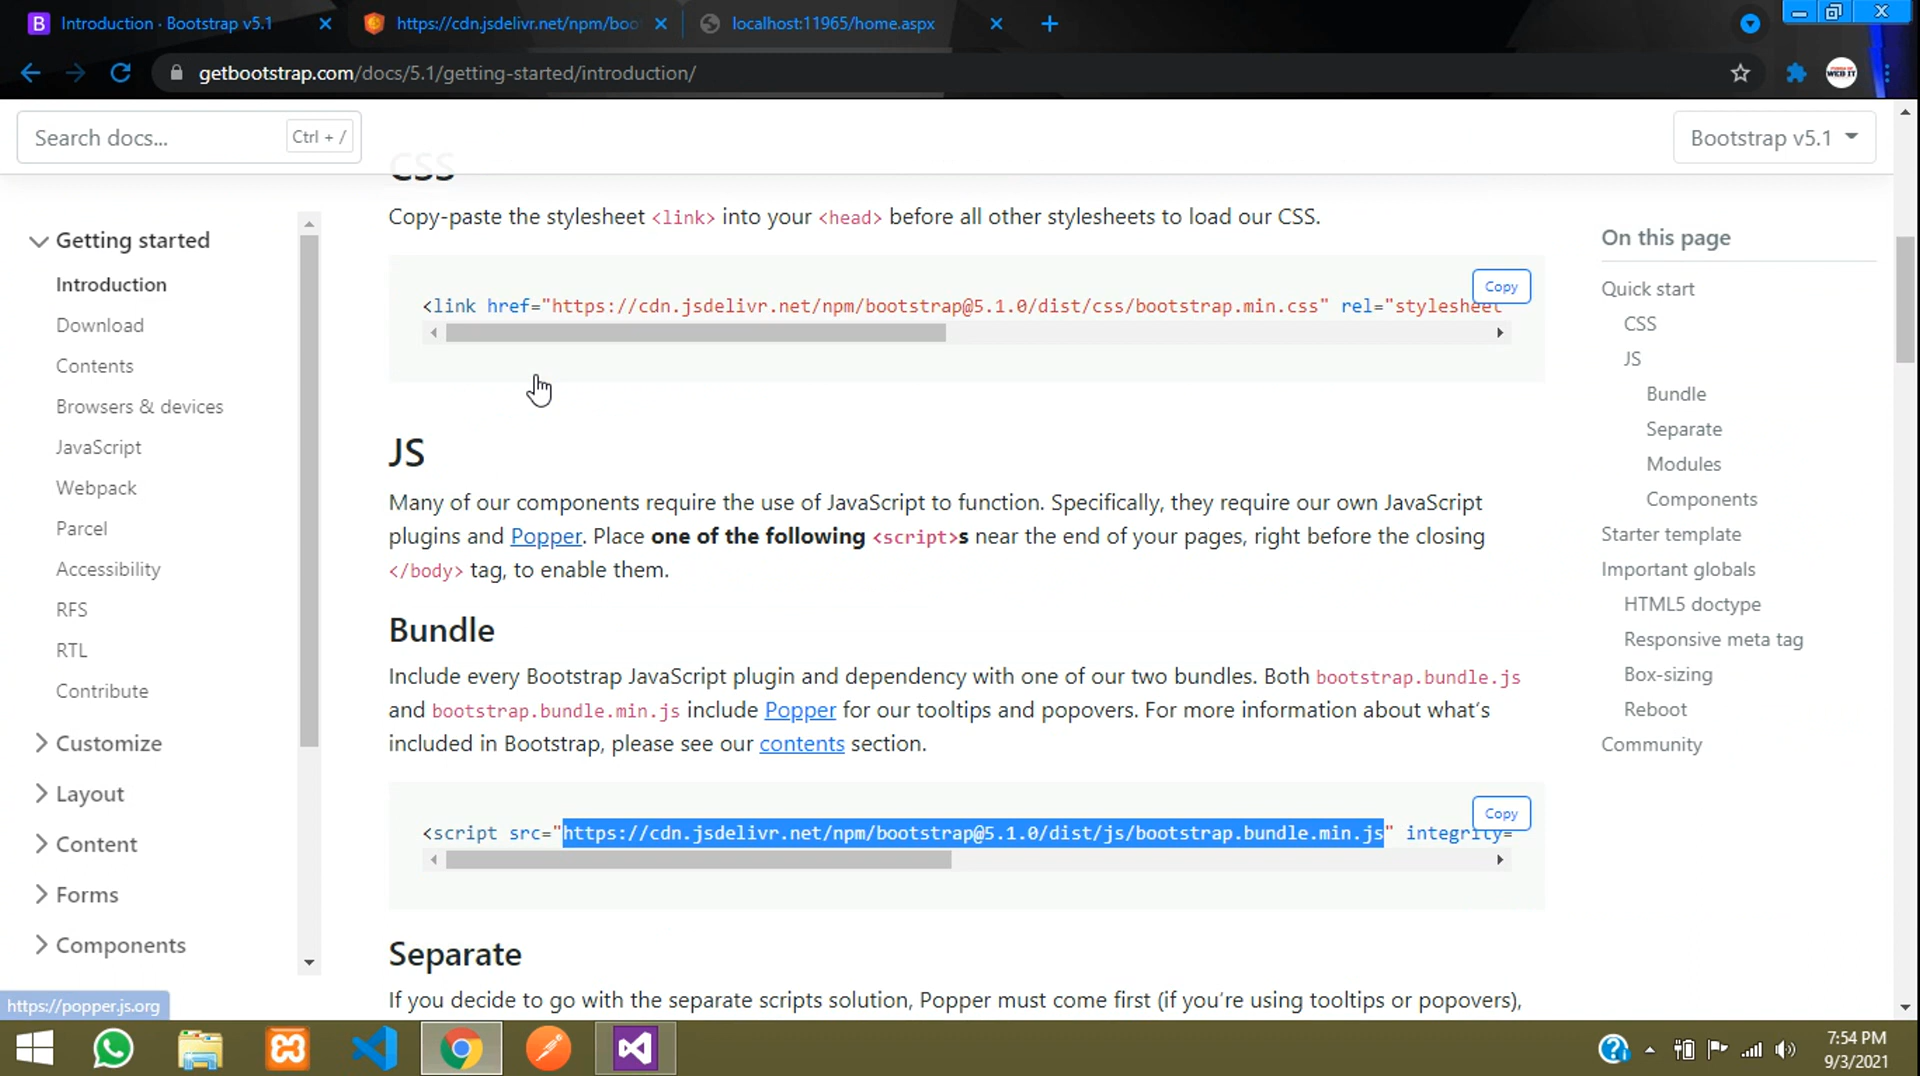 Introduction · Bootstrap v5.1
https://cdn.jsdelivr.net/npm/boo
localhost:11965/home.aspx
getbootstrap.com/docs/5.1/getting-started/introduction/
WEB IT
Search docs...
Ctrl + /
Bootstrap v5.1
Getting started
Introduction
Download
Contents
Browsers & devices
JavaScript
Webpack
Parcel
Accessibility
RFS
RTL
Contribute
Customize
Layout
Content
Forms
Components
CSS
Copy-paste the stylesheet <link> into your <head> before all other stylesheets to load our CSS.
Copy
<link href="https://cdn.jsdelivr.net/npm/bootstrap@5.1.0/dist/css/bootstrap.min.css" rel="stylesheet
JS
Many of our components require the use of JavaScript to function. Specifically, they require our own JavaScript
plugins and Popper. Place one of the following <script>s near the end of your pages, right before the closing
</body> tag, to enable them.
Bundle
Include every Bootstrap JavaScript plugin and dependency with one of our two bundles. Both bootstrap.bundle.js
and bootstrap.bundle.min.js include Popper for our tooltips and popovers. For more information about what's
included in Bootstrap, please see our contents section.
Copy
<script src="https://cdn.jsdelivr.net/npm/bootstrap@5.1.0/dist/js/bootstrap.bundle.min.js" integrity=
Separate
If you decide to go with the separate scripts solution, Popper must come first (if you're using tooltips or popovers),
On this page
Quick start
CSS
JS
Bundle
Separate
Modules
Components
Starter template
Important globals
HTML5 doctype
Responsive meta tag
Box-sizing
Reboot
Community
https://popper.js.org
7:54 PM
9/3/2021